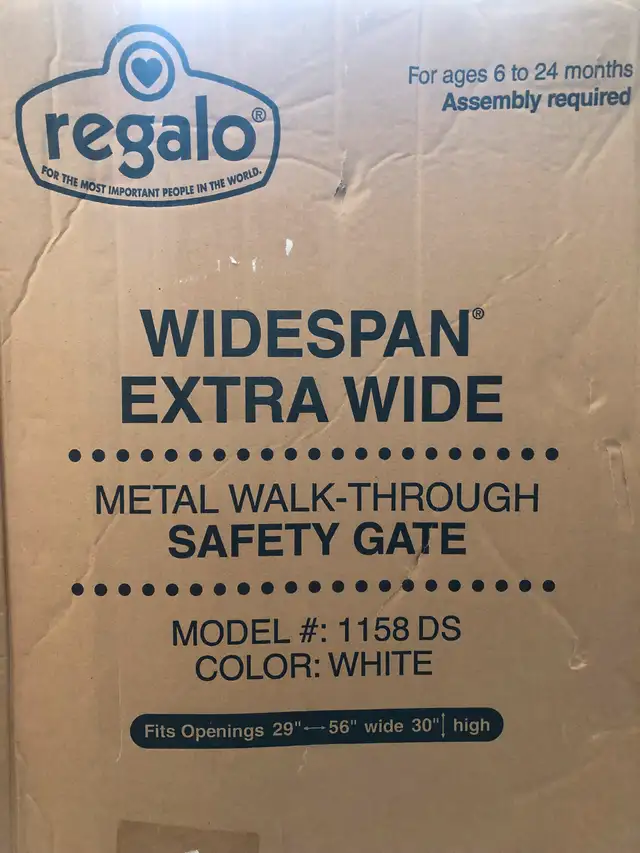 regalo®
FOR THE MOST IMPORTANT PEOPLE IN THE WORLD.
For ages 6 to 24 months
Assembly required
WIDESPAN®
EXTRA WIDE
METAL WALK-THROUGH
SAFETY GATE
MODEL #: 1158 DS
COLOR: WHITE
Fits Openings 29"↔56" wide 30"↕ high